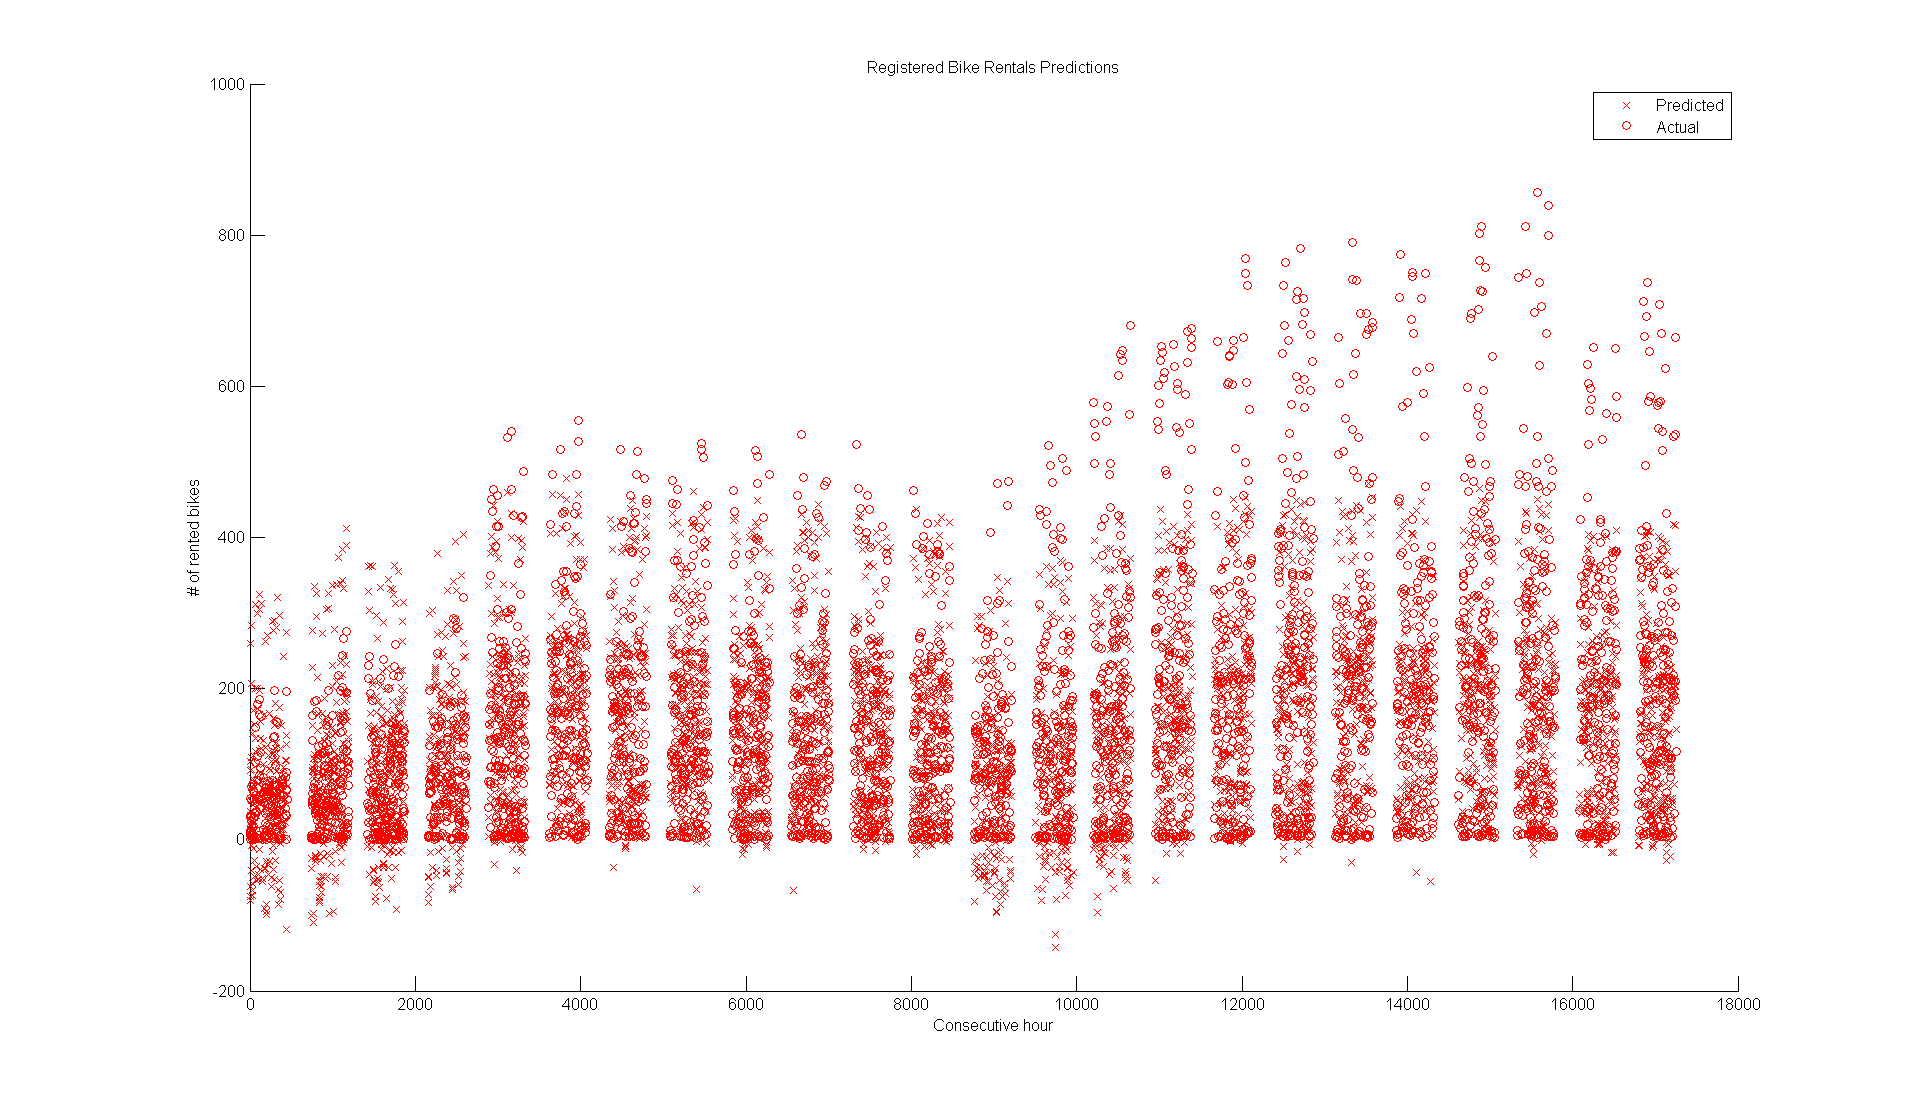 Registered Bike Rentals Predictions
1000
800
600
400
200
0
-200
# of rented bikes
Predicted
Actual
0 2000 4000 6000 8000 10000 12000 14000 16000 18000
Consecutive hour